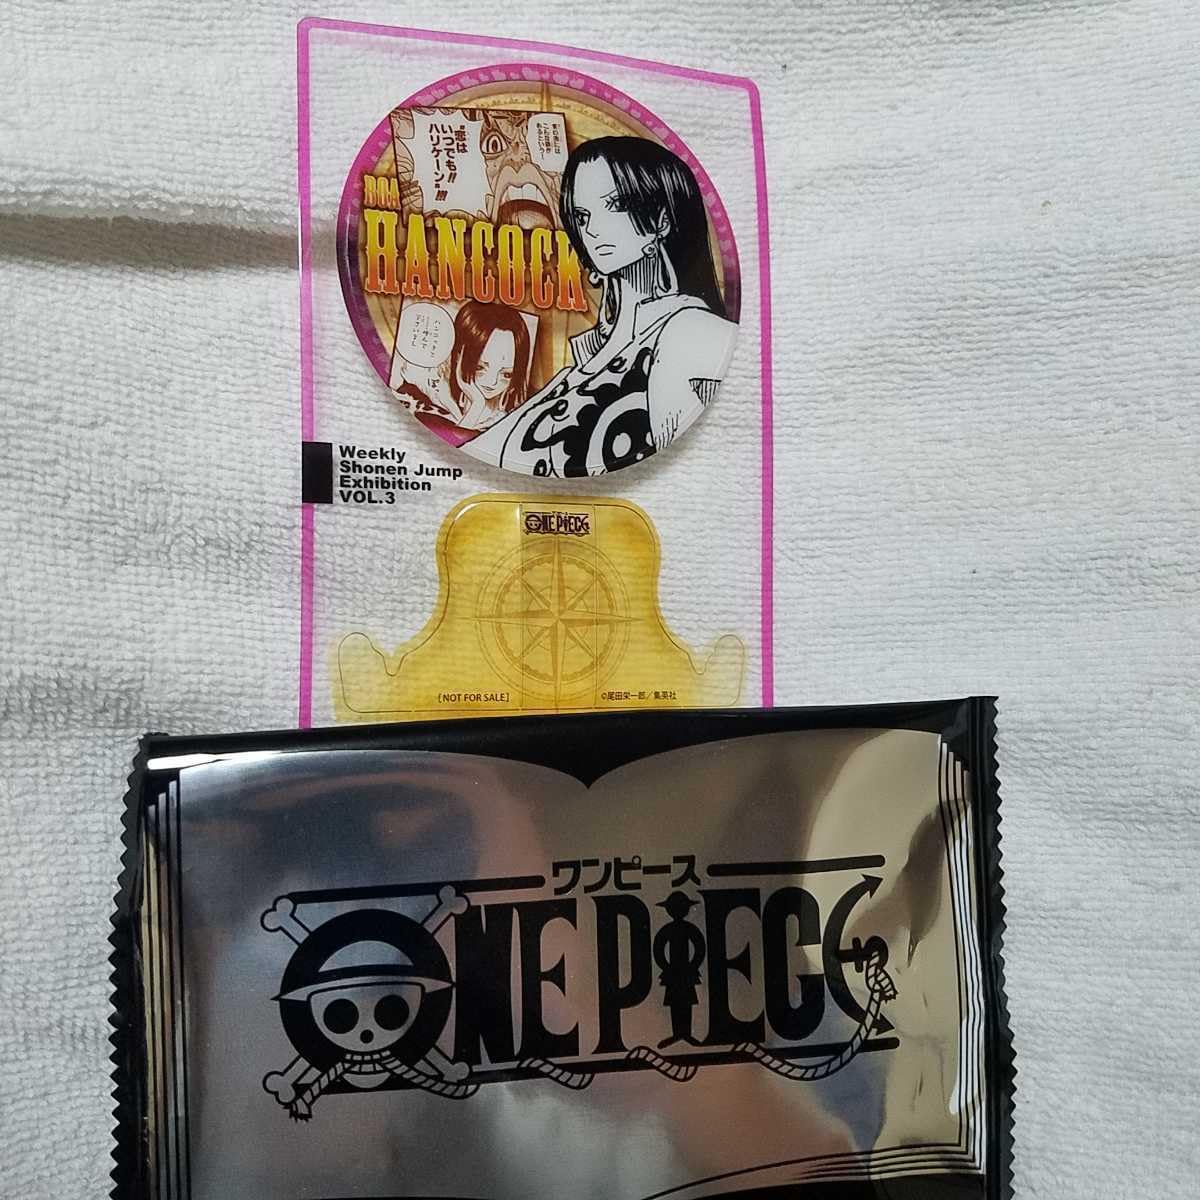 "恋は
いつでも!!
ハリケーン"!!!
BOA
HANCOCK
Weekly
Shonen Jump
Exhibition
VOL.3
ONE PIECE
[NOT FOR SALE]
©尾田栄一郎/集英社
ワンピース
ONE PIECE